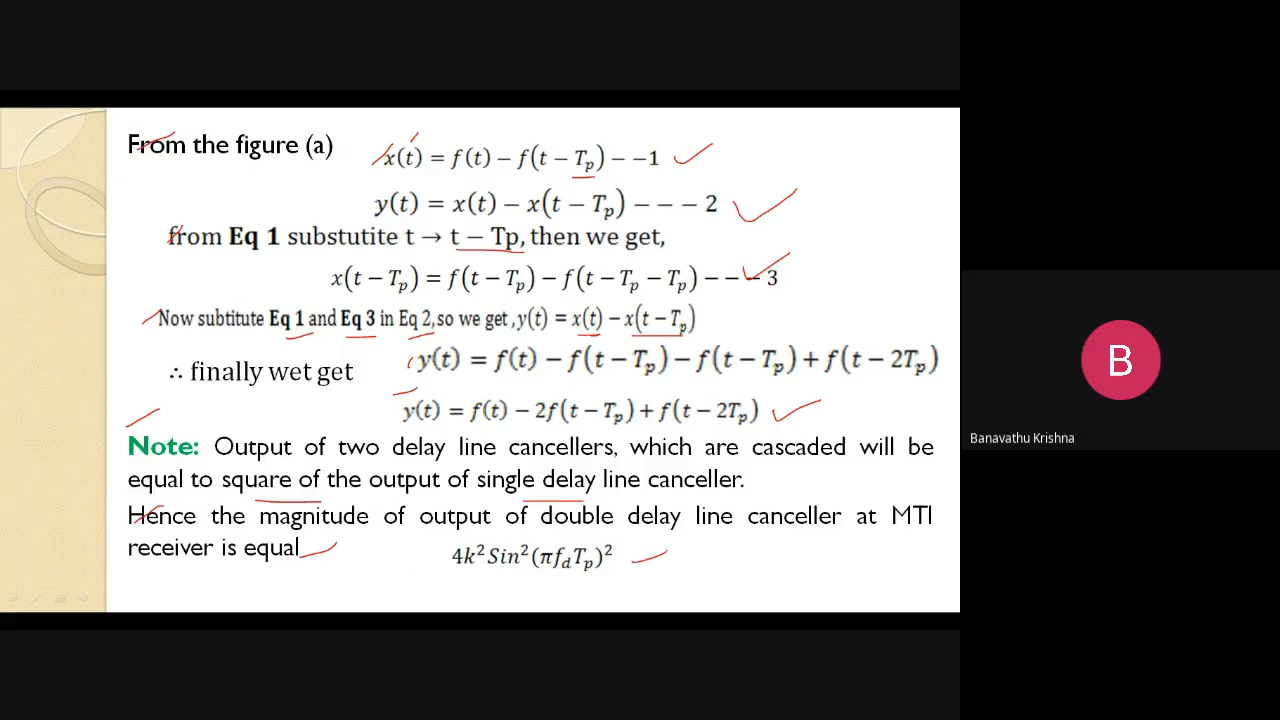 From the figure (a)
x(t) = f(t) − f(t − Tₚ) − −1
y(t) = x(t) − x(t − Tₚ) − − − 2
from Eq 1 substutite t → t − Tp, then we get,
x(t − Tₚ) = f(t − Tₚ) − f(t − Tₚ − Tₚ) − − − 3
Now subtitute Eq 1 and Eq 3 in Eq 2, so we get , y(t) = x(t) − x(t − Tₚ)
∴ finally wet get
y(t) = f(t) − f(t − Tₚ) − f(t − Tₚ) + f(t − 2Tₚ)
y(t) = f(t) − 2f(t − Tₚ) + f(t − 2Tₚ)
Note: Output of two delay line cancellers, which are cascaded will be
equal to square of the output of single delay line canceller.
Hence the magnitude of output of double delay line canceller at MTI
receiver is equal
4k² Sin² (πf_dTₚ)²
B
Banavathu Krishna